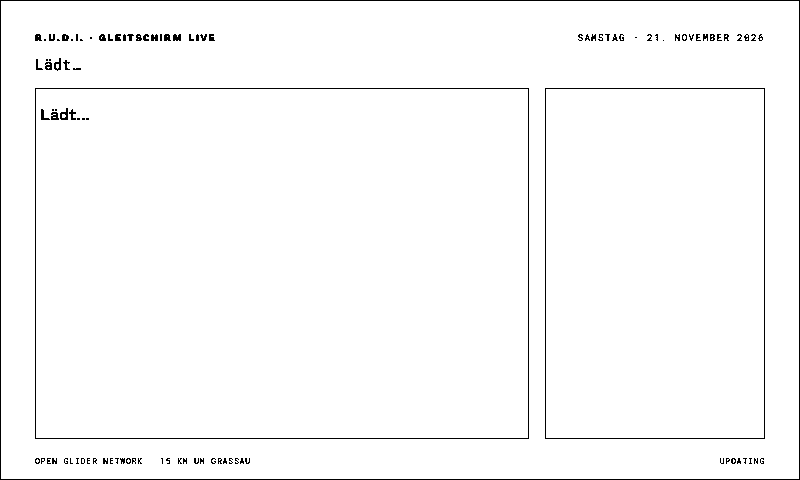 R.U.D.I. · GLEITSCHIRM LIVE
SAMSTAG · 21. NOVEMBER 2026
Lädt…
Lädt...
OPEN GLIDER NETWORK 15 KM UM GRASSAU
UPDATING